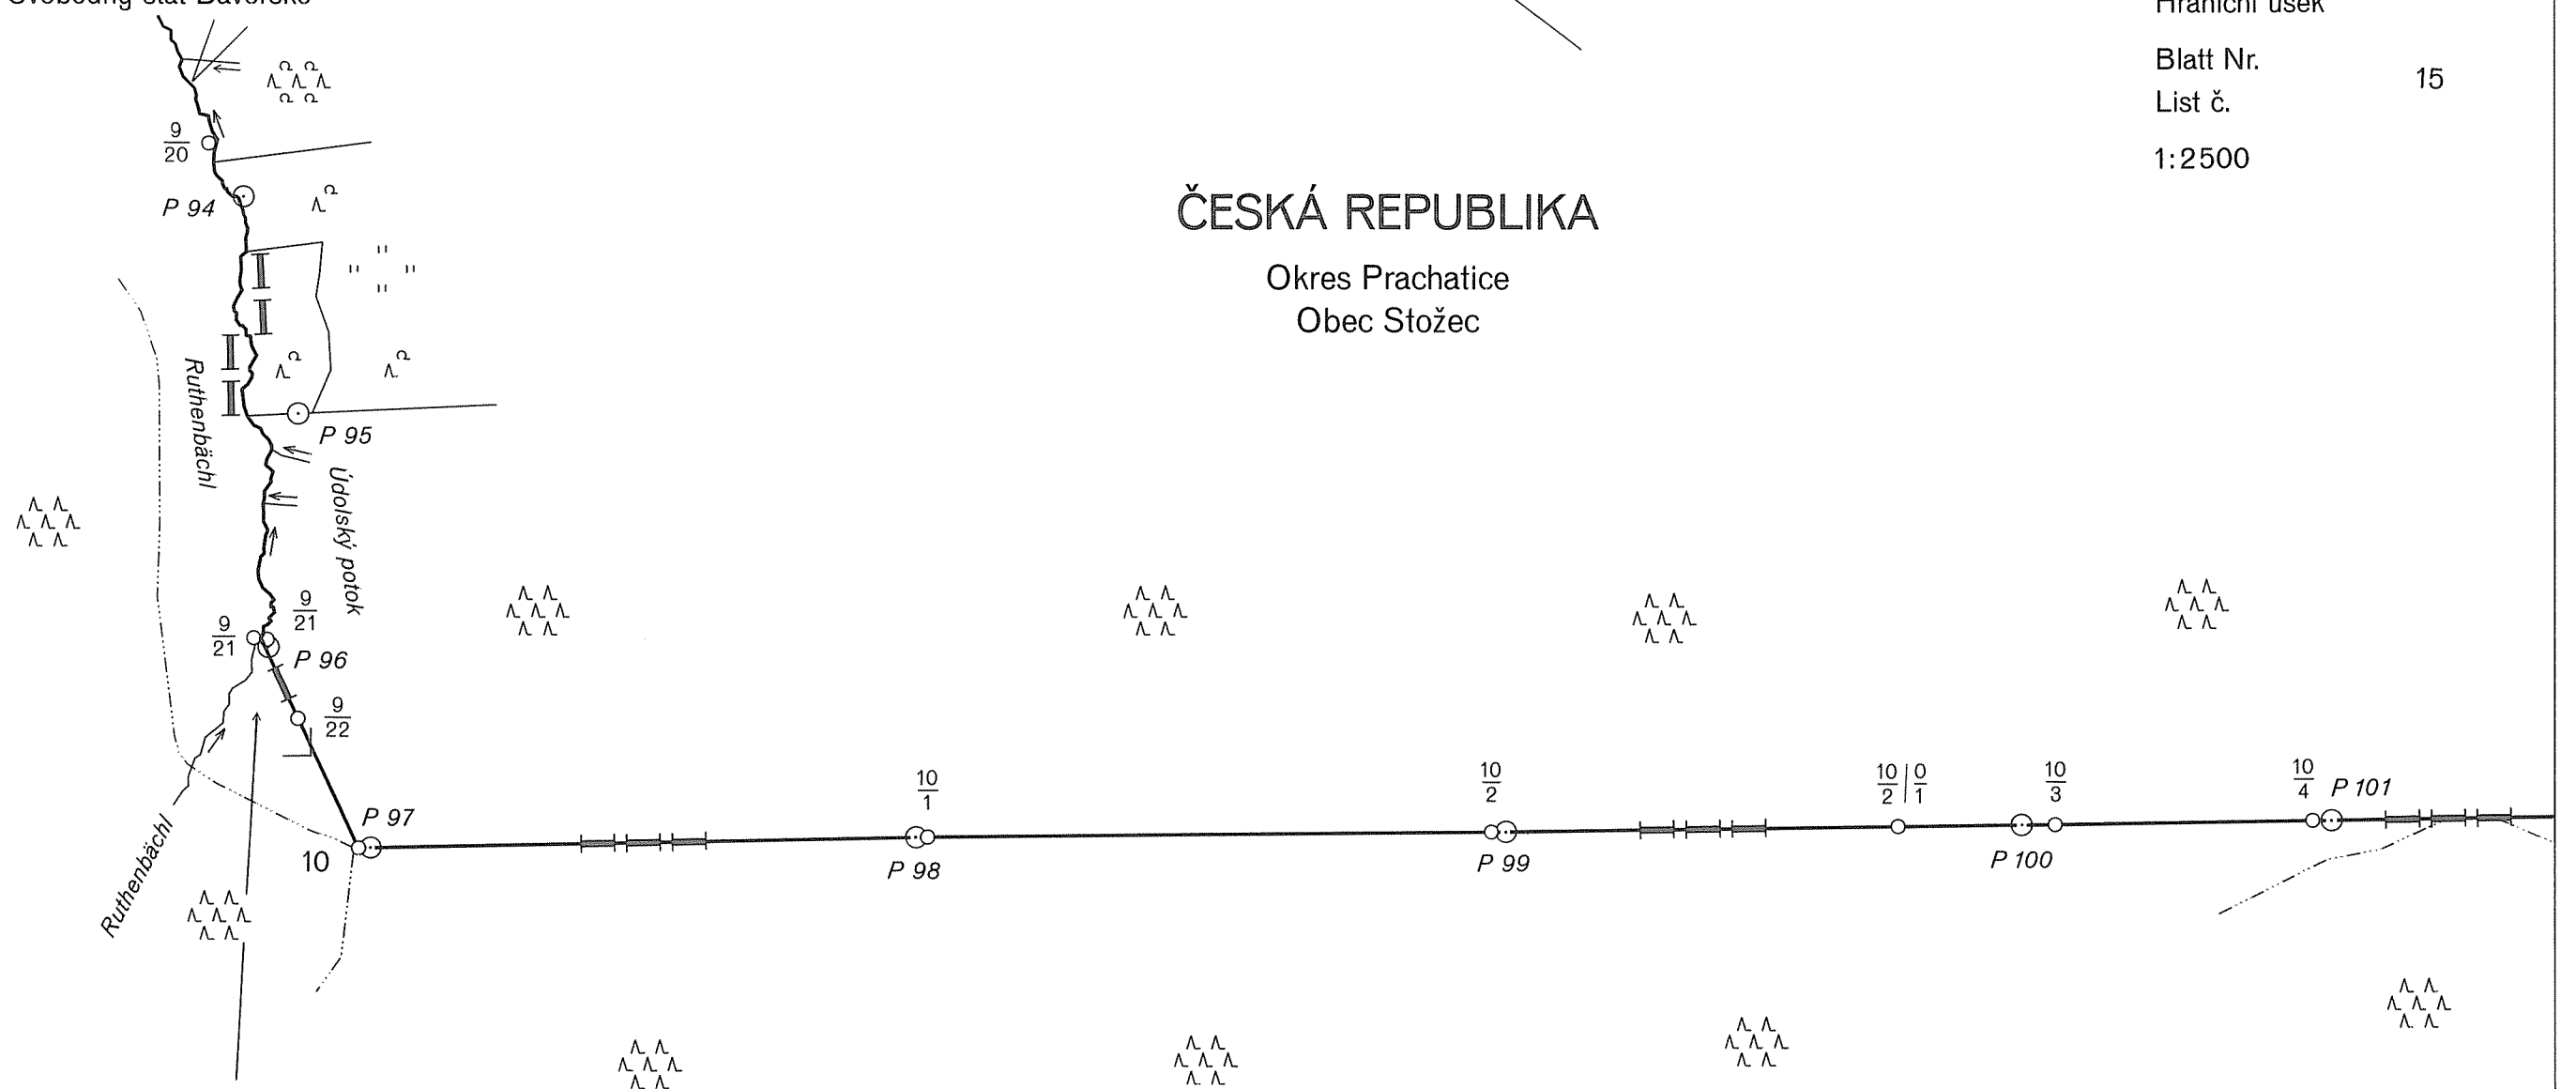 Svobodný stát Bavorsko
Hraniční úsek
Blatt Nr.
List č.
15
1:2500
ČESKÁ REPUBLIKA
Okres Prachatice
Obec Stožec
9
20
P 94
Ruthenbächl
P 95
Údolský potok
9
21
9
21
P 96
9
22
P 97
10
Ruthenbächl
10
1
P 98
10
2
P 99
10 | 0
2 | 1
P 100
10
3
10
4
P 101